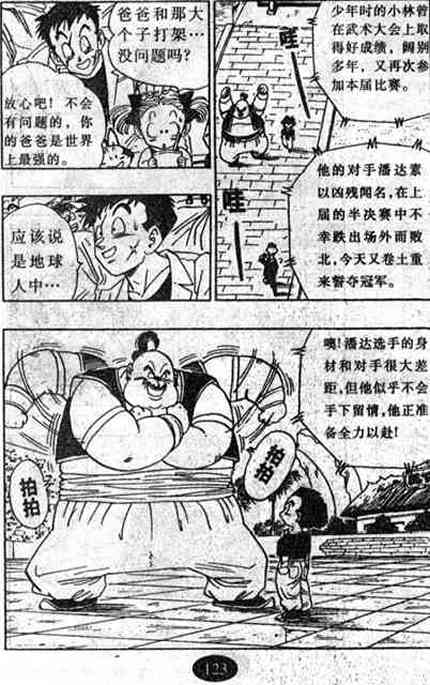 少年时的小林曾
在武术大会上取
得好成绩，阔别
多年，又再次参
加本届比赛。
哇
他的对手潘达素
以凶残闻名，在上
届的半决赛中不
幸跌出场外而败
北，今天又卷土重
来誓夺冠军。
哇
爸爸和那大
个子打架…
没问题吗？
放心吧！不会
有问题的，你
的爸爸是世界
上最强的。
应该说
是地球
人中…
噢！潘达选手的身
材和对手很大差
距，但他似乎不会
手下留情，他正准
备全力以赴！
拍拍
拍拍
123